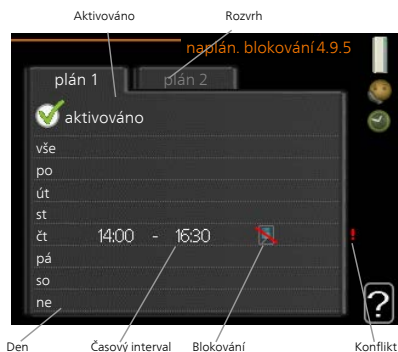 Aktivováno Rozvrh
naplán. blokování 4.9.5
plán 1 plán 2
aktivováno
vše
po
út
st
čt 14:00 - 16:30
pá
so
ne
?
Den Časový interval Blokování Konflikt